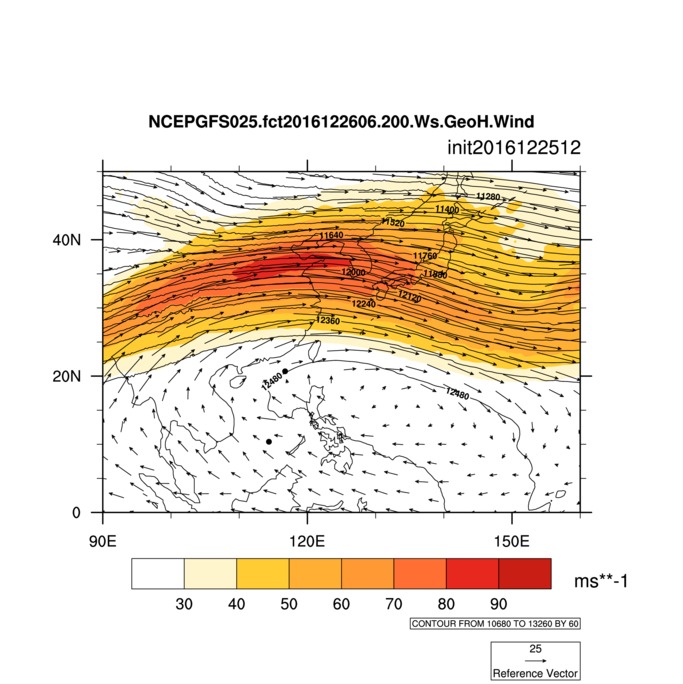 NCEPGFS025.fct2016122606.200.Ws.GeoH.Wind
init2016122512
11280
11400
11520
40N
11640
11760
12000
11880
12120
12240
12360
20N
12480
12480
0
90E 120E 150E
ms**-1
30 40 50 60 70 80 90
CONTOUR FROM 10680 TO 13260 BY 60
25
Reference Vector